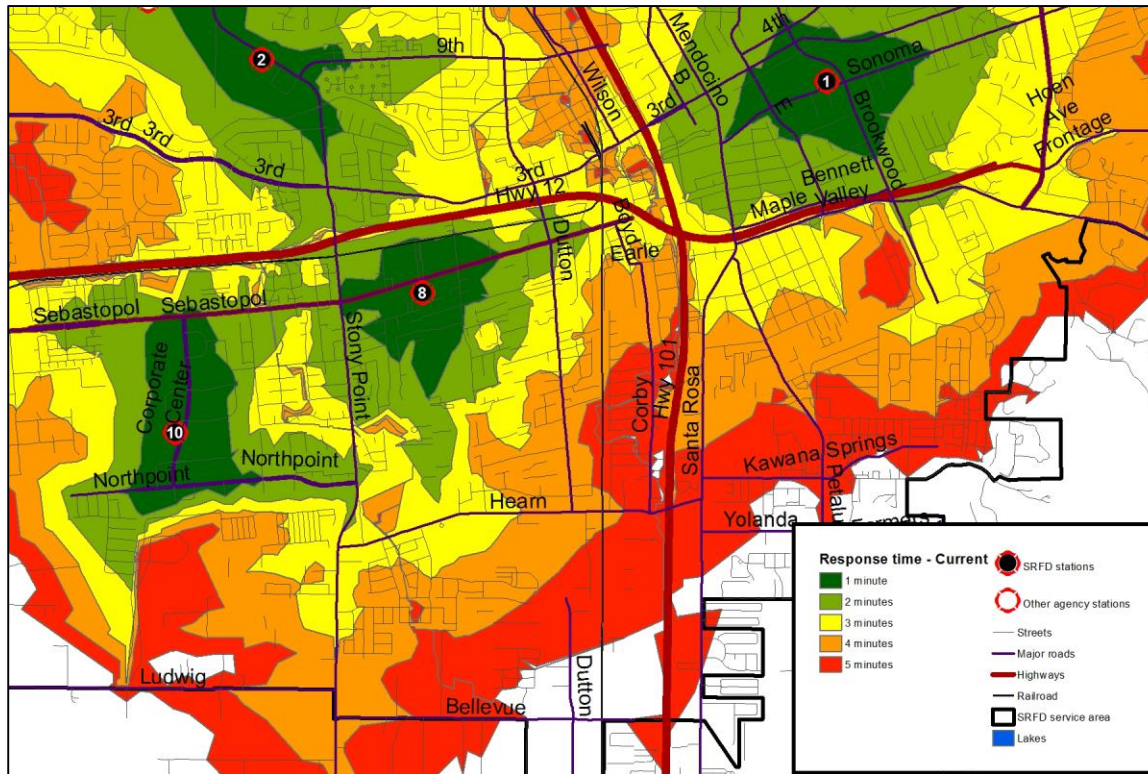 9th
Mendocino
4th
Sonoma
2
Wilson
B
1
3rd
3rd
3rd
E
Brookwood
Hoen
Ave
Frontage
3rd
3rd
Hwy 12
Bennett
Maple Valley
Boyd
Earle
Dutton
8
Sebastopol
Sebastopol
Stony Point
Corporate
Center
10
Corby
Hwy 101
Santa Rosa
Northpoint
Northpoint
Kawana Springs
Hearn
Yolanda
Ludwig
Bellevue
Dutton
Response time - Current
1 minute
2 minutes
3 minutes
4 minutes
5 minutes
SRFD stations
Other agency stations
Streets
Major roads
Highways
Railroad
SRFD service area
Lakes